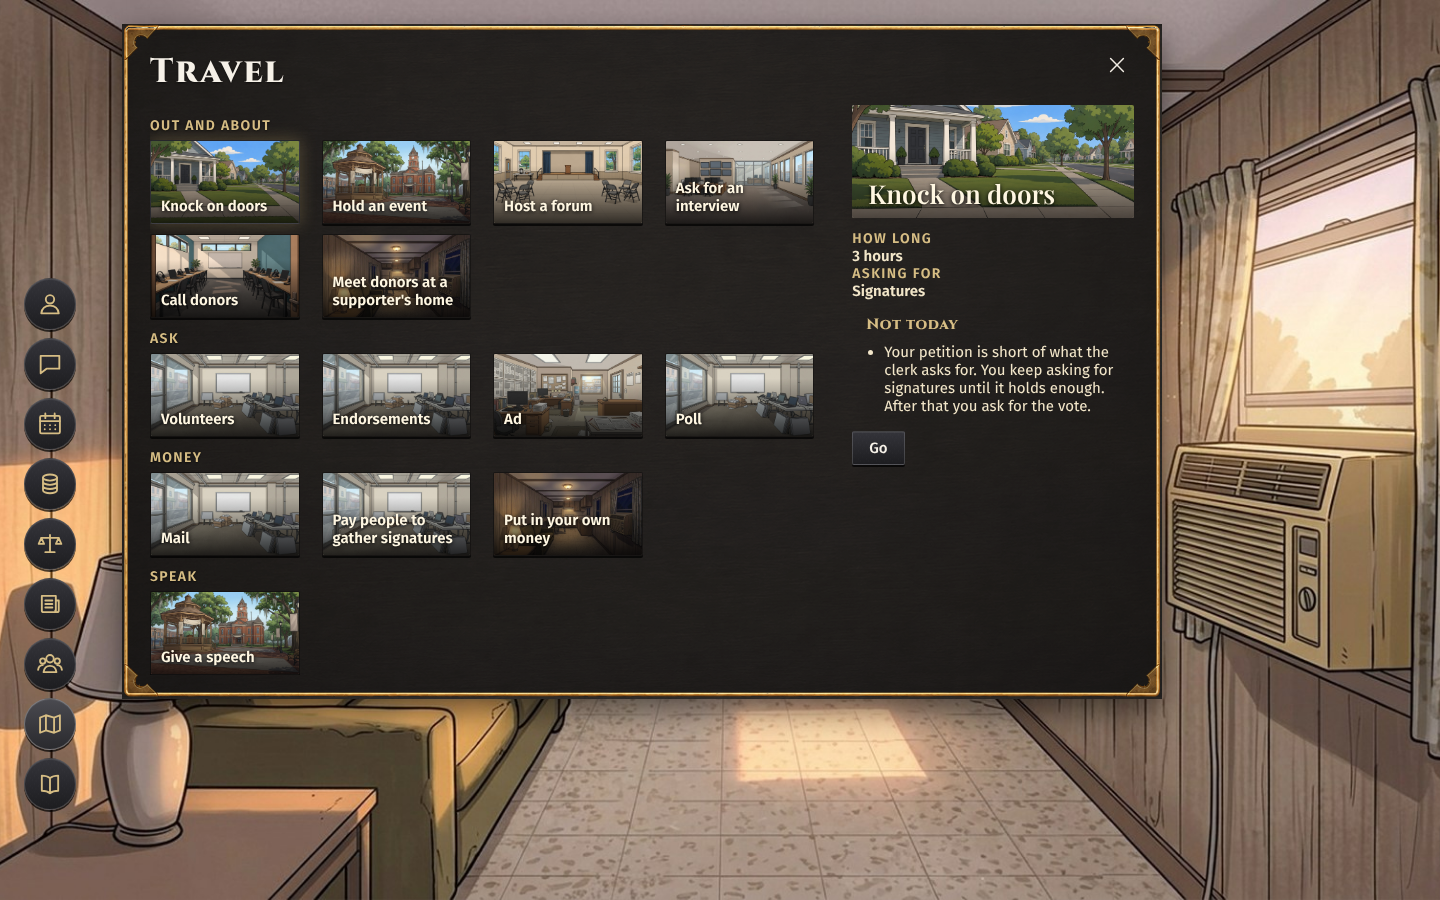 Travel
OUT AND ABOUT
Knock on doors
Hold an event
Host a forum
Ask for an
interview
Call donors
Meet donors at a
supporter's home
ASK
Volunteers
Endorsements
Ad
Poll
MONEY
Mail
Pay people to
gather signatures
Put in your own
money
SPEAK
Give a speech
Knock on doors
HOW LONG
3 hours
ASKING FOR
Signatures
Not today
• Your petition is short of what the
clerk asks for. You keep asking for
signatures until it holds enough.
After that you ask for the vote.
Go